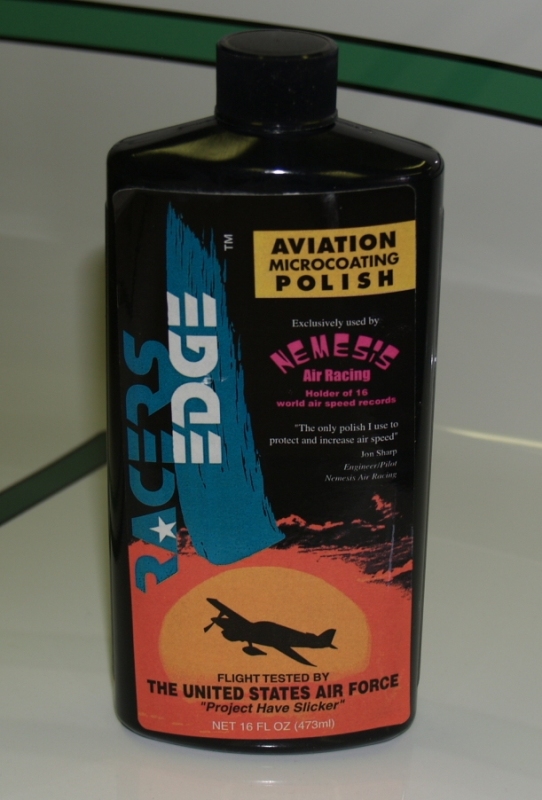 RACERS
EDGE
TM
AVIATION
MICROCOATING
POLISH
Exclusively used by
NEMESIS
Air Racing
Holder of 16
world air speed records
"The only polish I use to
protect and increase air speed"
Jon Sharp
Engineer/Pilot
Nemesis Air Racing
FLIGHT TESTED BY
THE UNITED STATES AIR FORCE
"Project Have Slicker"
NET 16 FL OZ (473ml)